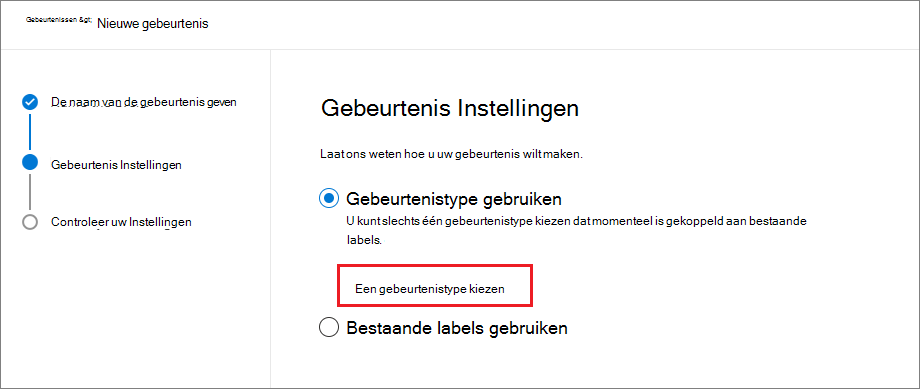 Gebeurtenissen &gt; Nieuwe gebeurtenis
De naam van de gebeurtenis geven
Gebeurtenis Instellingen
Controleer uw Instellingen
Gebeurtenis Instellingen
Laat ons weten hoe u uw gebeurtenis wilt maken.
Gebeurtenistype gebruiken
U kunt slechts één gebeurtenistype kiezen dat momenteel is gekoppeld aan bestaande
labels.
Een gebeurtenistype kiezen
Bestaande labels gebruiken